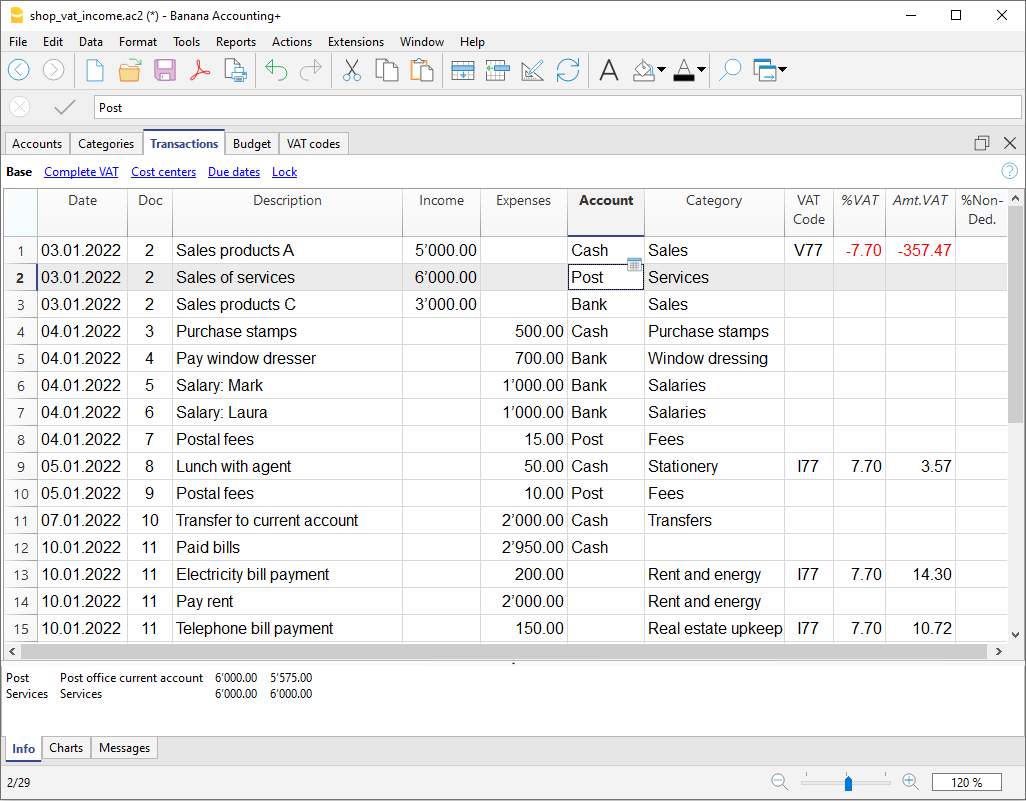 shop_vat_income.ac2 (*) - Banana Accounting+
File Edit Data Format Tools Reports Actions Extensions Window Help
Post
Accounts Categories Transactions Budget VAT codes
Base Complete VAT Cost centers Due dates Lock
Date Doc Description Income Expenses Account Category VAT Code %VAT Amt.VAT %Non-Ded.
1 03.01.2022 2 Sales products A 5’000.00 Cash Sales V77 -7.70 -357.47
2 03.01.2022 2 Sales of services 6’000.00 Post Services
3 03.01.2022 2 Sales products C 3’000.00 Bank Sales
4 04.01.2022 3 Purchase stamps 500.00 Cash Purchase stamps
5 04.01.2022 4 Pay window dresser 700.00 Bank Window dressing
6 04.01.2022 5 Salary: Mark 1’000.00 Bank Salaries
7 04.01.2022 6 Salary: Laura 1’000.00 Bank Salaries
8 04.01.2022 7 Postal fees 15.00 Post Fees
9 05.01.2022 8 Lunch with agent 50.00 Cash Stationery I77 7.70 3.57
10 05.01.2022 9 Postal fees 10.00 Post Fees
11 07.01.2022 10 Transfer to current account 2’000.00 Cash Transfers
12 10.01.2022 11 Paid bills 2’950.00 Cash
13 10.01.2022 11 Electricity bill payment 200.00 Rent and energy I77 7.70 14.30
14 10.01.2022 11 Pay rent 2’000.00 Rent and energy
15 10.01.2022 11 Telephone bill payment 150.00 Real estate upkeep I77 7.70 10.72
Post Post office current account 6’000.00 5’575.00
Services Services 6’000.00 6’000.00
Info Charts Messages
2/29 120 %